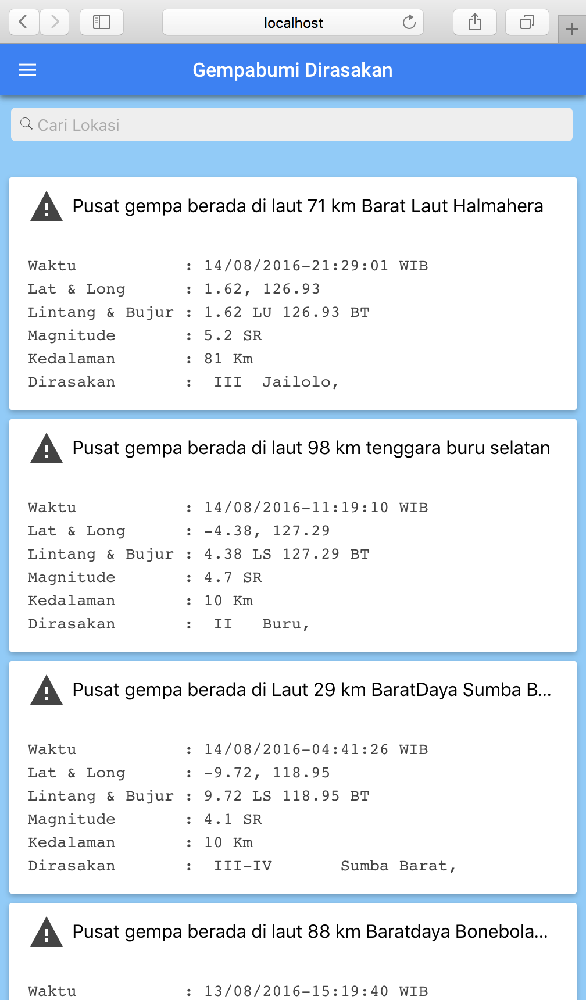 localhost
Gempabumi Dirasakan
Cari Lokasi
Pusat gempa berada di laut 71 km Barat Laut Halmahera
Waktu : 14/08/2016-21:29:01 WIB
Lat & Long : 1.62, 126.93
Lintang & Bujur : 1.62 LU 126.93 BT
Magnitude : 5.2 SR
Kedalaman : 81 Km
Dirasakan : III Jailolo,
Pusat gempa berada di laut 98 km tenggara buru selatan
Waktu : 14/08/2016-11:19:10 WIB
Lat & Long : -4.38, 127.29
Lintang & Bujur : 4.38 LS 127.29 BT
Magnitude : 4.7 SR
Kedalaman : 10 Km
Dirasakan : II Buru,
Pusat gempa berada di Laut 29 km BaratDaya Sumba B...
Waktu : 14/08/2016-04:41:26 WIB
Lat & Long : -9.72, 118.95
Lintang & Bujur : 9.72 LS 118.95 BT
Magnitude : 4.1 SR
Kedalaman : 10 Km
Dirasakan : III-IV Sumba Barat,
Pusat gempa berada di laut 88 km Baratdaya Bonebola...
Waktu : 13/08/2016-15:19:40 WIB